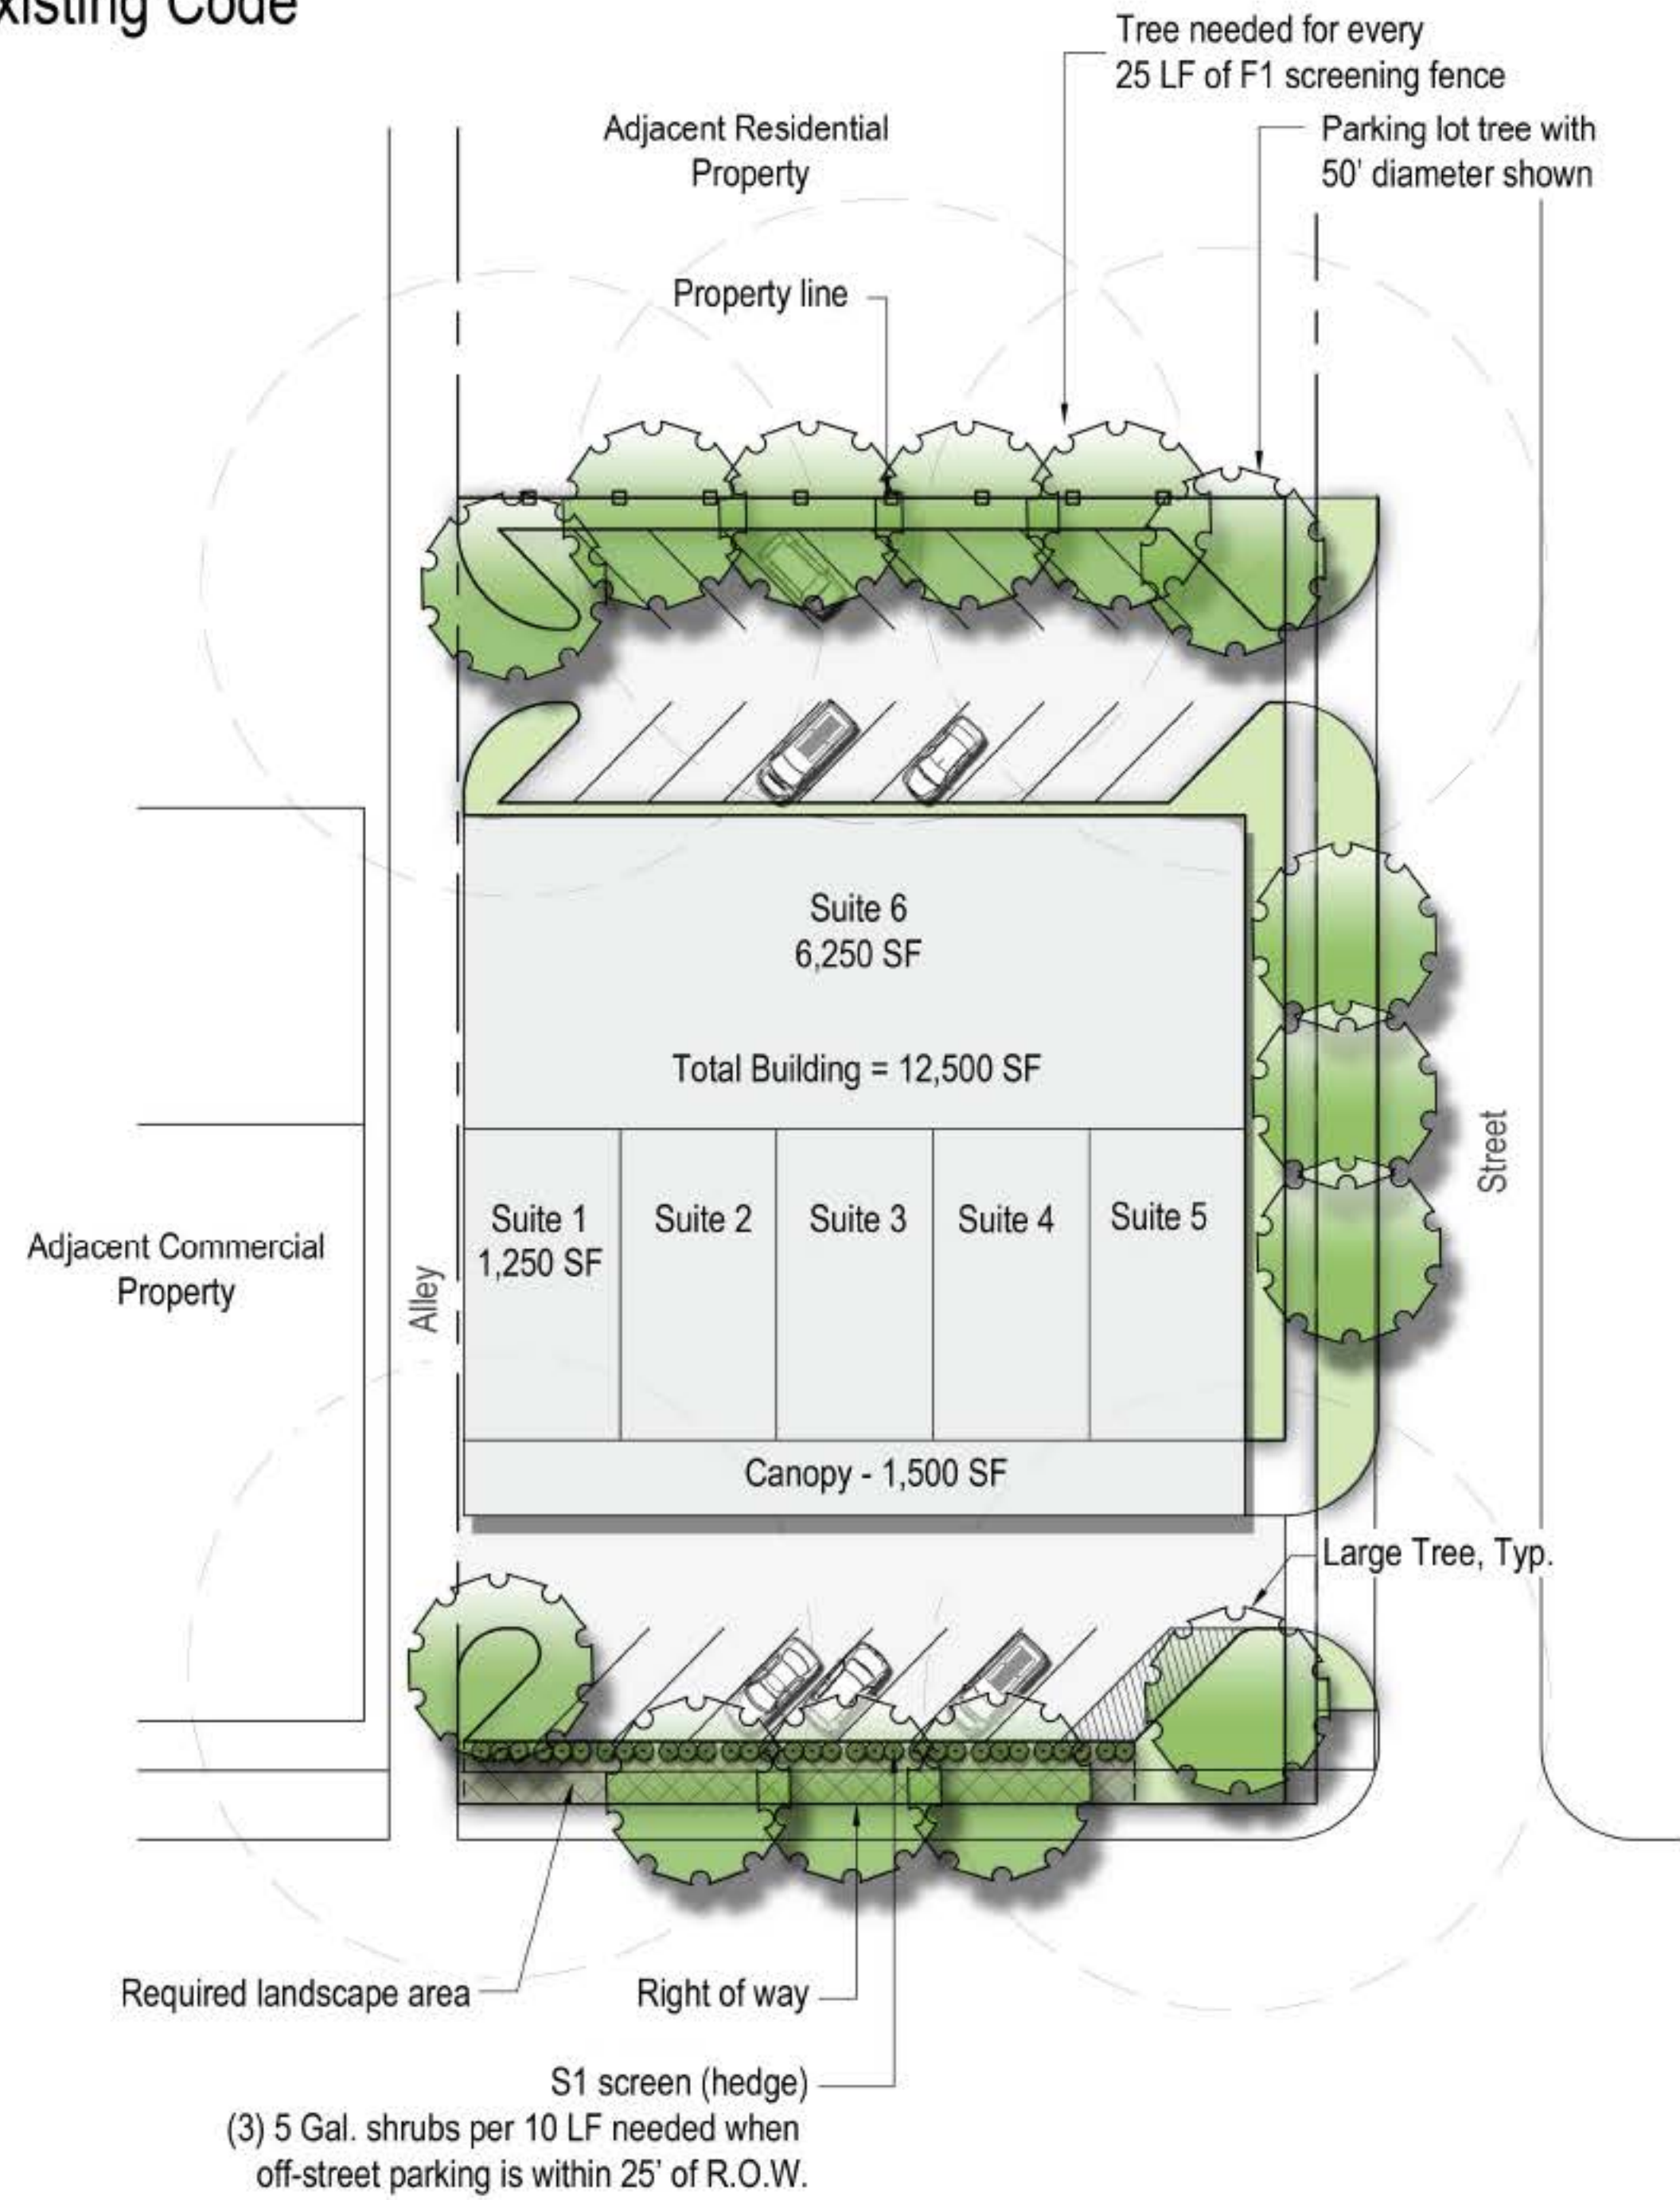 Code
Tree needed for every
25 LF of F1 screening fence
Adjacent Residential
Property
Parking lot tree with
50' diameter shown
Property line
Suite 6
6,250 SF
Total Building = 12,500 SF
Suite 1
1,250 SF
Suite 2
Suite 3
Suite 4
Suite 5
Street
Adjacent Commercial
Property
Alley
Canopy - 1,500 SF
Large Tree, Typ.
Required landscape area
Right of way
S1 screen (hedge)
(3) 5 Gal. shrubs per 10 LF needed when
off-street parking is within 25' of R.O.W.